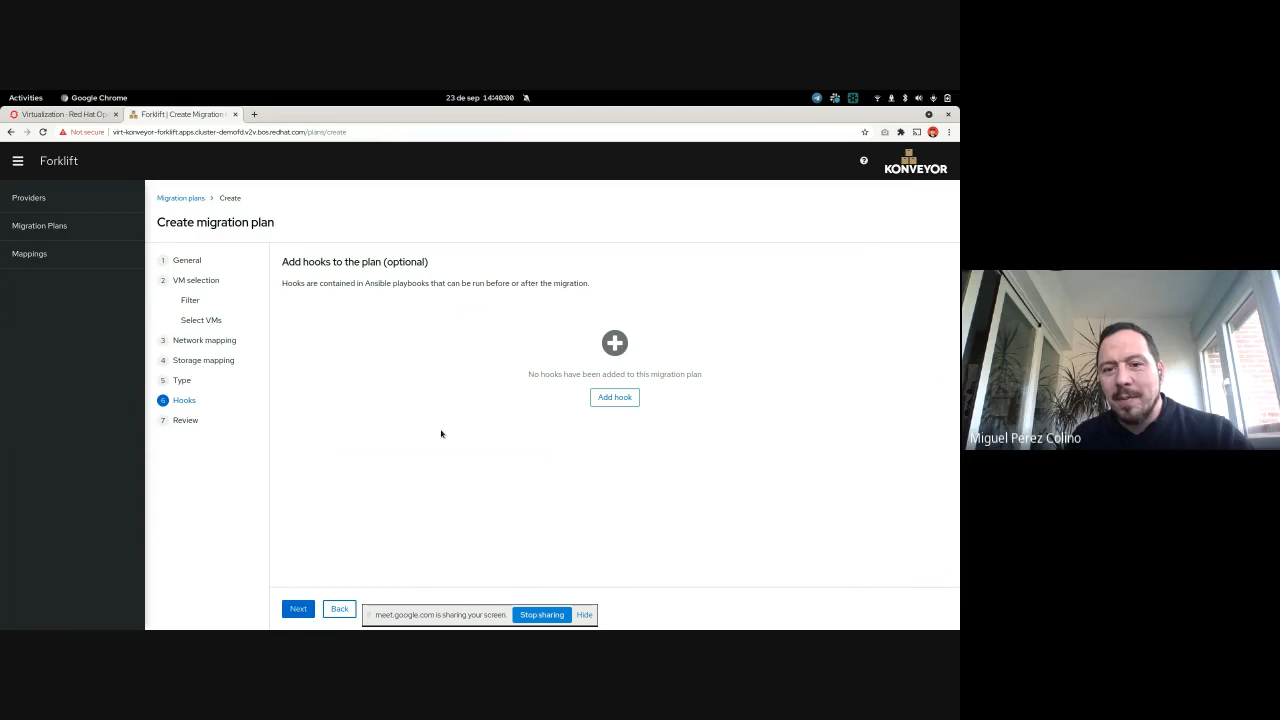 Activities Google Chrome 23 de sep 14:40:00
Virtualization · Red Hat Op Forklift | Create Migration
Not secure virt-konveyor-forklift.apps.cluster-demofd.v2v.bos.redhat.com/plans/create
Forklift KONVEYOR
Providers
Migration Plans
Mappings
Migration plans > Create
Create migration plan
1 General
2 VM selection
Filter
Select VMs
3 Network mapping
4 Storage mapping
5 Type
6 Hooks
7 Review
Add hooks to the plan (optional)
Hooks are contained in Ansible playbooks that can be run before or after the migration.
No hooks have been added to this migration plan
Add hook
Next Back
meet.google.com is sharing your screen. Stop sharing Hide
Miguel Perez Colino